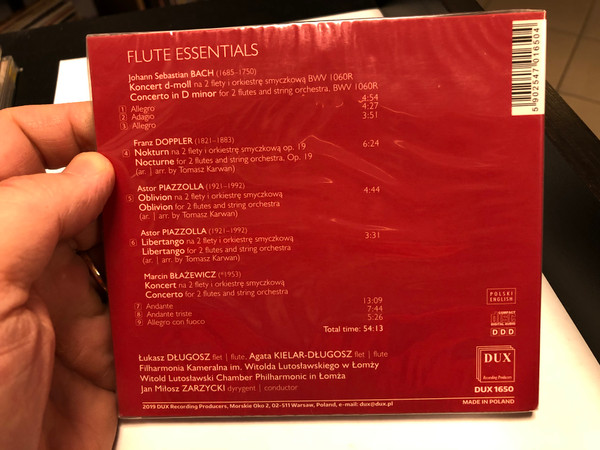 FLUTE ESSENTIALS
Johann Sebastian BACH (1685–1750)
Koncert d-moll na 2 flety i orkiestrę smyczkową BWV 1060R
Concerto in D minor for 2 flutes and string orchestra, BWV 1060R
1 Allegro 4:54
2 Adagio 4:27
3 Allegro 3:51
Franz DOPPLER (1821–1883)
4 Nokturn na 2 flety i orkiestrę smyczkową op. 19 6:24
Nocturne for 2 flutes and string orchestra, Op. 19
(ar. | arr. by Tomasz Karwan)
Astor PIAZZOLLA (1921–1992)
5 Oblivion na 2 flety i orkiestrę smyczkową 4:44
Oblivion for 2 flutes and string orchestra
(ar. | arr. by Tomasz Karwan)
Astor PIAZZOLLA (1921–1992)
6 Libertango na 2 flety i orkiestrę smyczkową 3:31
Libertango for 2 flutes and string orchestra
(ar. | arr. by Tomasz Karwan)
Marcin BŁAŻEWICZ (*1953)
Koncert na 2 flety i orkiestrę smyczkową
Concerto for 2 flutes and string orchestra
7 Andante 13:09
8 Andante triste 7:44
9 Allegro con fuoco 5:26
Total time: 54:13
Łukasz DŁUGOSZ flet | flute, Agata KIELAR-DŁUGOSZ flet | flute
Filharmonia Kameralna im. Witolda Lutosławskiego w Łomży
Witold Lutosławski Chamber Philharmonic in Łomża
Jan Miłosz ZARZYCKI dyrygent | conductor
2019 DUX Recording Producers, Morskie Oko 2, 02-511 Warsaw, Poland, e-mail: dux@dux.pl
5 902547 016504
POLSKI
ENGLISH
COMPACT
disc
DIGITAL AUDIO
DDD
DUX
Recording Producers
DUX 1650
MADE IN POLAND